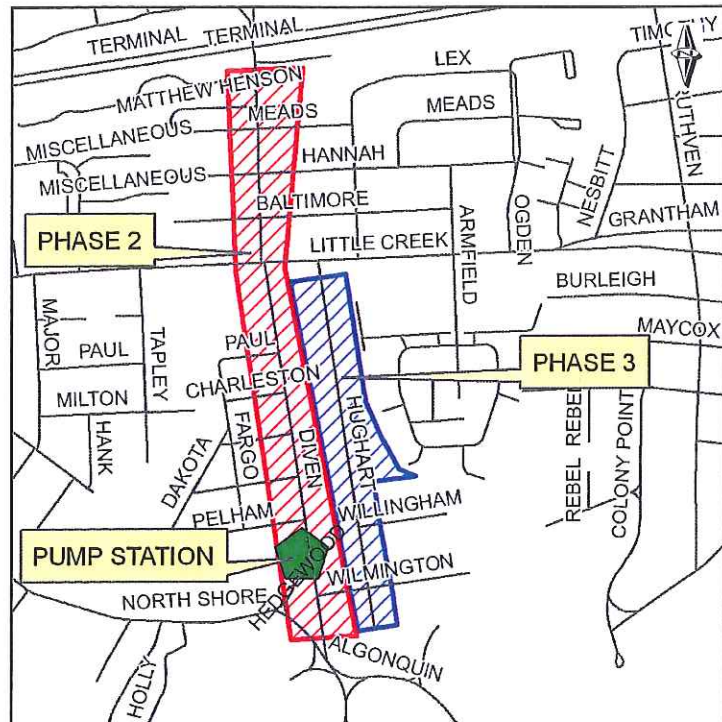 TERMINAL
TERMINAL
TIMOTHY
LEX
MATTHEW HENSON
MEADS
MEADS
MISCELLANEOUS
HANNAH
MISCELLANEOUS
NESBITT
BALTIMORE
OGDEN
GRANTHAM
ARMFIELD
PHASE 2
LITTLE CREEK
BURLEIGH
MAJOR
TAPLEY
MAYCOX
PAUL
PAUL
PHASE 3
CHARLESTON
MILTON
HUGHART
HANK
FARGO
DIVEN
DAKOTA
REBEL
REBEL
COLONY POINT
PELHAM
WILLINGHAM
PUMP STATION
HEDGEWOOD
WILMINGTON
NORTH SHORE
ALGONQUIN
HOLLY